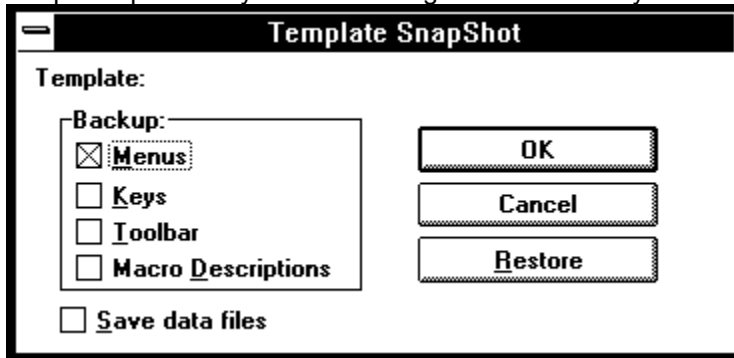 Template SnapShot
Template:
Backup:
Menus
Keys
Toolbar
Macro Descriptions
Save data files
OK
Cancel
Restore